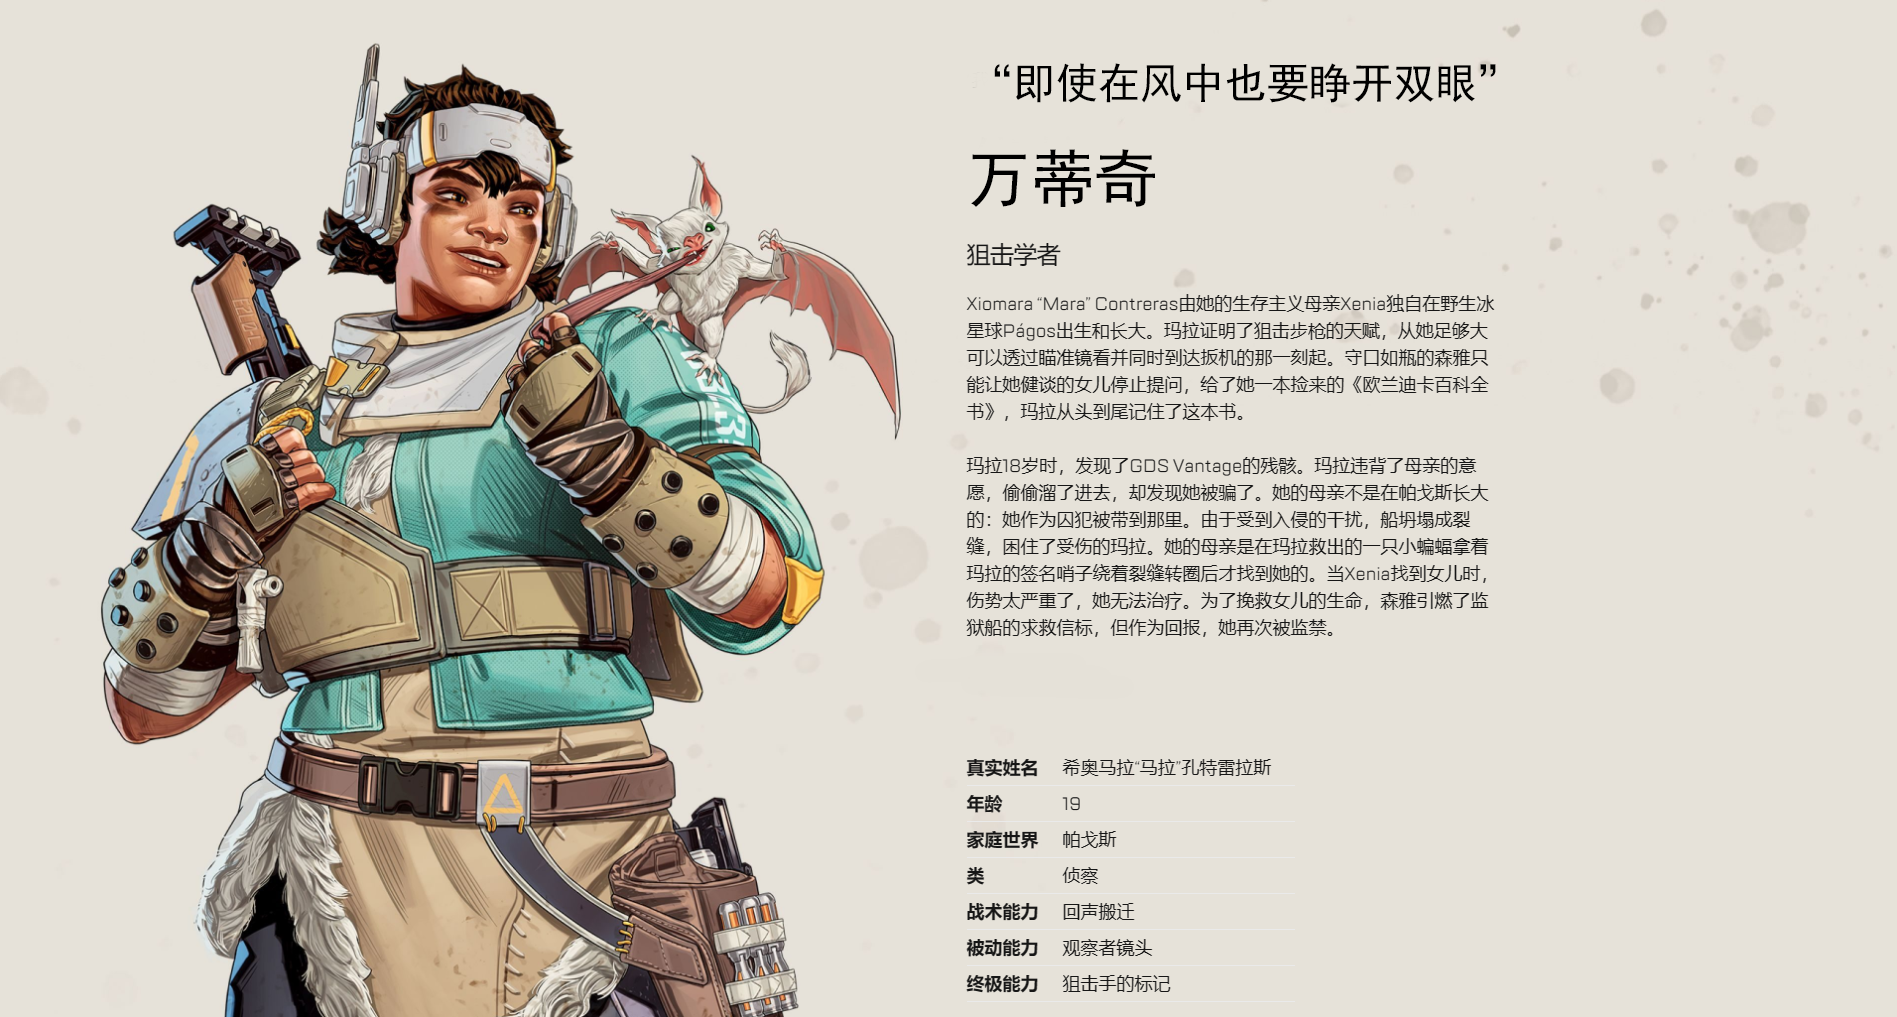 “即使在风中也要睁开双眼”
万蒂奇
狙击学者
Xiomara “Mara” Contreras由她的生存主义母亲Xenia独自在野生冰
星球Págos出生和长大。玛拉证明了狙击步枪的天赋，从她足够大
可以透过瞄准镜看并同时到达扳机的那一刻起。守口如瓶的森雅只
能让她健谈的女儿停止提问，给了她一本捡来的《欧兰迪卡百科全
书》，玛拉从头到尾记住了这本书。
玛拉18岁时，发现了GDS Vantage的残骸。玛拉违背了母亲的意
愿，偷偷溜了进去，却发现她被骗了。她的母亲不是在帕戈斯长大
的：她作为囚犯被带到那里。由于受到入侵的干扰，船坍塌成裂
缝，困住了受伤的玛拉。她的母亲是在玛拉救出的一只小蝙蝠拿着
玛拉的签名哨子绕着裂缝转圈后才找到她的。当Xenia找到女儿时，
伤势太严重了，她无法治疗。为了挽救女儿的生命，森雅引燃了监
狱船的求救信标，但作为回报，她再次被监禁。
真实姓名 希奥马拉“马拉”孔特雷拉斯
年龄 19
家庭世界 帕戈斯
类 侦察
战术能力 回声搬迁
被动能力 观察者镜头
终极能力 狙击手的标记